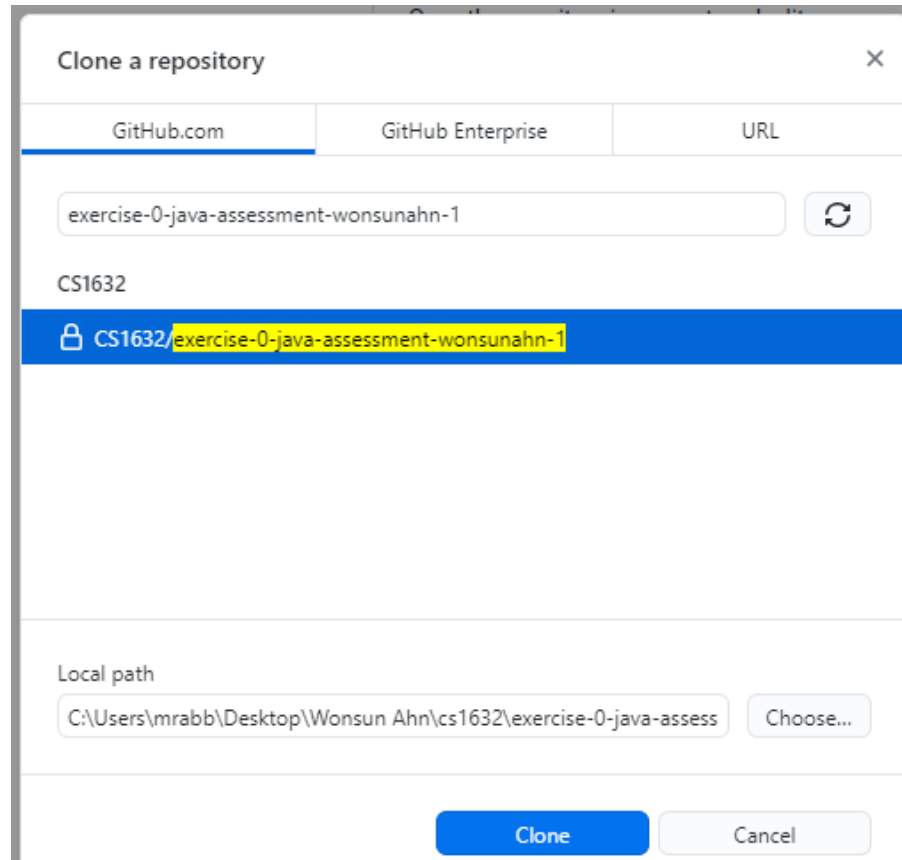 Clone a repository
GitHub.com GitHub Enterprise URL
exercise-0-java-assessment-wonsunahn-1
CS1632
CS1632/exercise-0-java-assessment-wonsunahn-1
Local path
C:\Users\mrabb\Desktop\Wonsun Ahn\cs1632\exercise-0-java-assess Choose...
Clone Cancel